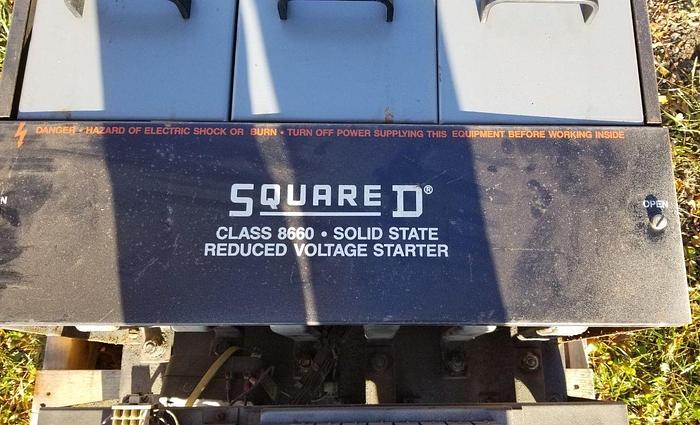 DANGER • HAZARD OF ELECTRIC SHOCK OR BURN • TURN OFF POWER SUPPLYING THIS EQUIPMENT BEFORE WORKING INSIDE
SQUARE D®
CLASS 8660 • SOLID STATE
REDUCED VOLTAGE STARTER
OPEN
N